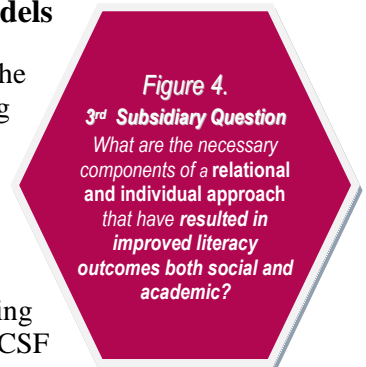 dels
he
g
Figure 4.
3rd Subsidiary Question
What are the necessary
components of a relational
and individual approach
that have resulted in
improved literacy
outcomes both social and
academic?
ing
CSF